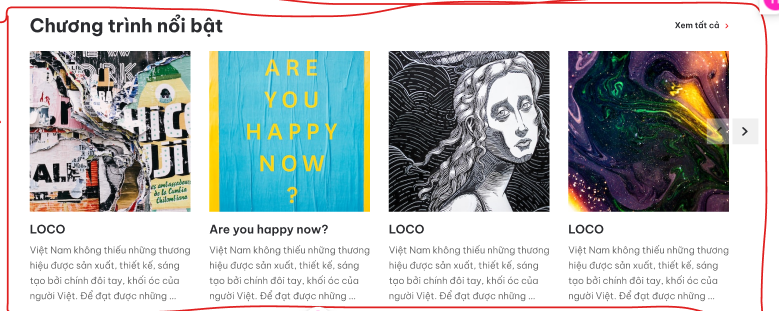 Chương trình nổi bật
Xem tất cả
NEW
YORK
HIC
JI
AL
ARE
YOU
HAPPY
NOW
?
LOCO
Việt Nam không thiếu những thương
hiệu được sản xuất, thiết kế, sáng
tạo bởi chính đôi tay, khối óc của
người Việt. Để đạt được những ...
Are you happy now?
Việt Nam không thiếu những thương
hiệu được sản xuất, thiết kế, sáng
tạo bởi chính đôi tay, khối óc của
người Việt. Để đạt được những ...
LOCO
Việt Nam không thiếu những thương
hiệu được sản xuất, thiết kế, sáng
tạo bởi chính đôi tay, khối óc của
người Việt. Để đạt được những ...
LOCO
Việt Nam không thiếu những thương
hiệu được sản xuất, thiết kế, sáng
tạo bởi chính đôi tay, khối óc của
người Việt. Để đạt được những ...